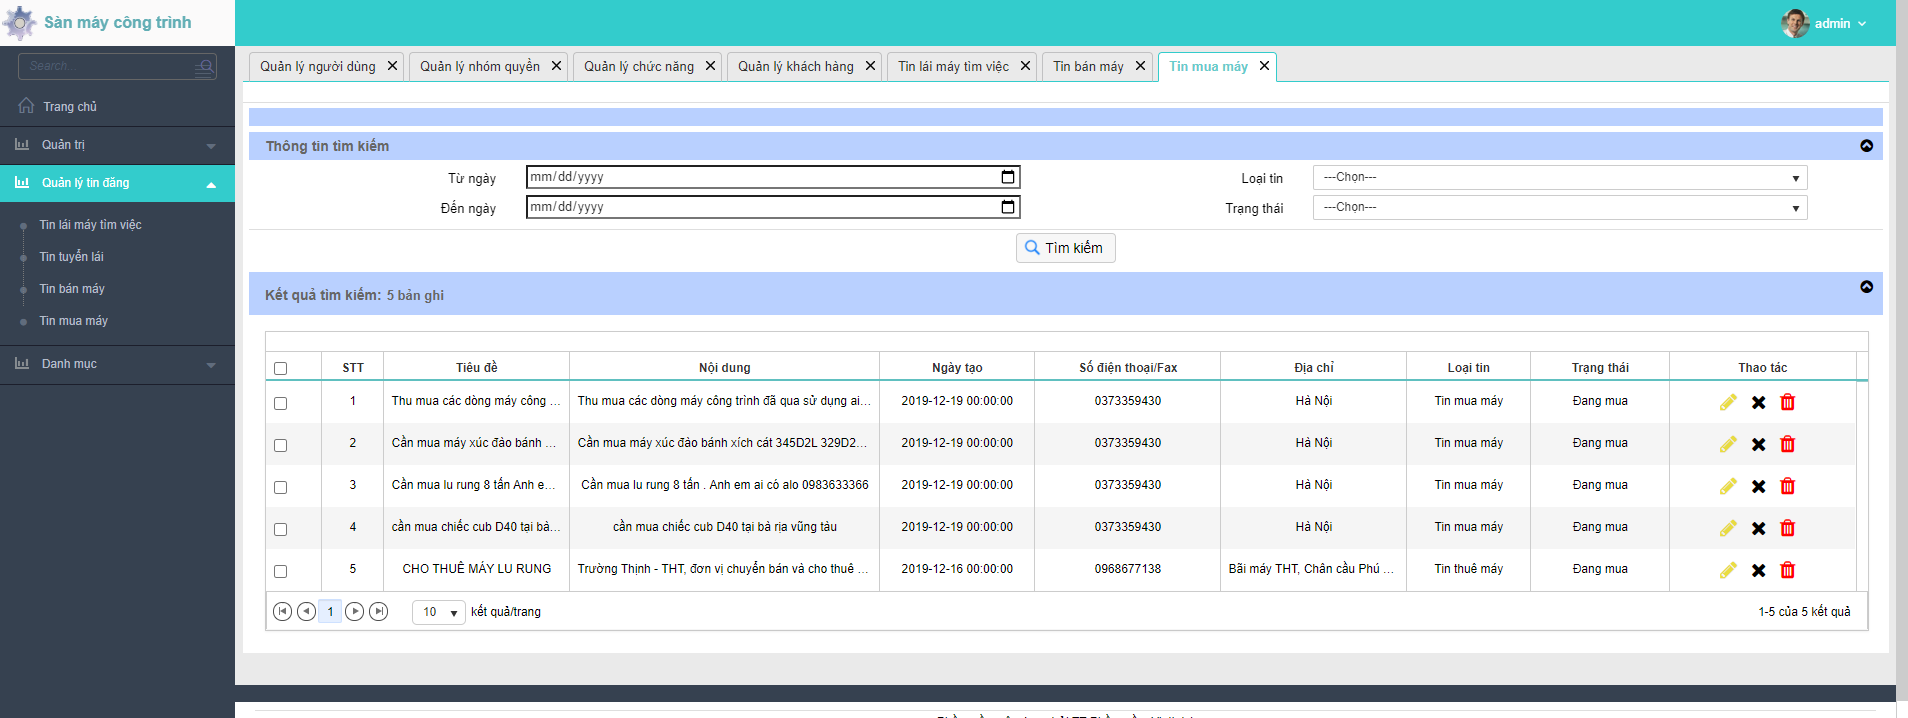 Sàn máy công trình
admin
Search...
Trang chủ
Quản trị
Quản lý tin đăng
Tin lái máy tìm việc
Tin tuyển lái
Tin bán máy
Tin mua máy
Danh mục
Quản lý người dùng
Quản lý nhóm quyền
Quản lý chức năng
Quản lý khách hàng
Tin lái máy tìm việc
Tin bán máy
Tin mua máy
Thông tin tìm kiếm
Từ ngày mm/dd/yyyy Loại tin ---Chọn---
Đến ngày mm/dd/yyyy Trạng thái ---Chọn---
Tìm kiếm
Kết quả tìm kiếm: 5 bản ghi
STT Tiêu đề Nội dung Ngày tạo Số điện thoại/Fax Địa chỉ Loại tin Trạng thái Thao tác
1 Thu mua các dòng máy công ... Thu mua các dòng máy công trình đã qua sử dụng ai... 2019-12-19 00:00:00 0373359430 Hà Nội Tin mua máy Đang mua
2 Cần mua máy xúc đào bánh ... Cần mua máy xúc đào bánh xích cát 345D2L 329D2... 2019-12-19 00:00:00 0373359430 Hà Nội Tin mua máy Đang mua
3 Cần mua lu rung 8 tấn Anh e... Cần mua lu rung 8 tấn . Anh em ai có alo 0983633366 2019-12-19 00:00:00 0373359430 Hà Nội Tin mua máy Đang mua
4 cần mua chiếc cub D40 tại bà... cần mua chiếc cub D40 tại bà rịa vũng tàu 2019-12-19 00:00:00 0373359430 Hà Nội Tin mua máy Đang mua
5 CHO THUÊ MÁY LU RUNG Trường Thịnh - THT, đơn vị chuyển bán và cho thuê ... 2019-12-16 00:00:00 0968677138 Bãi máy THT, Chân cầu Phú ... Tin thuê máy Đang mua
1 10 kết quả/trang 1-5 của 5 kết quả